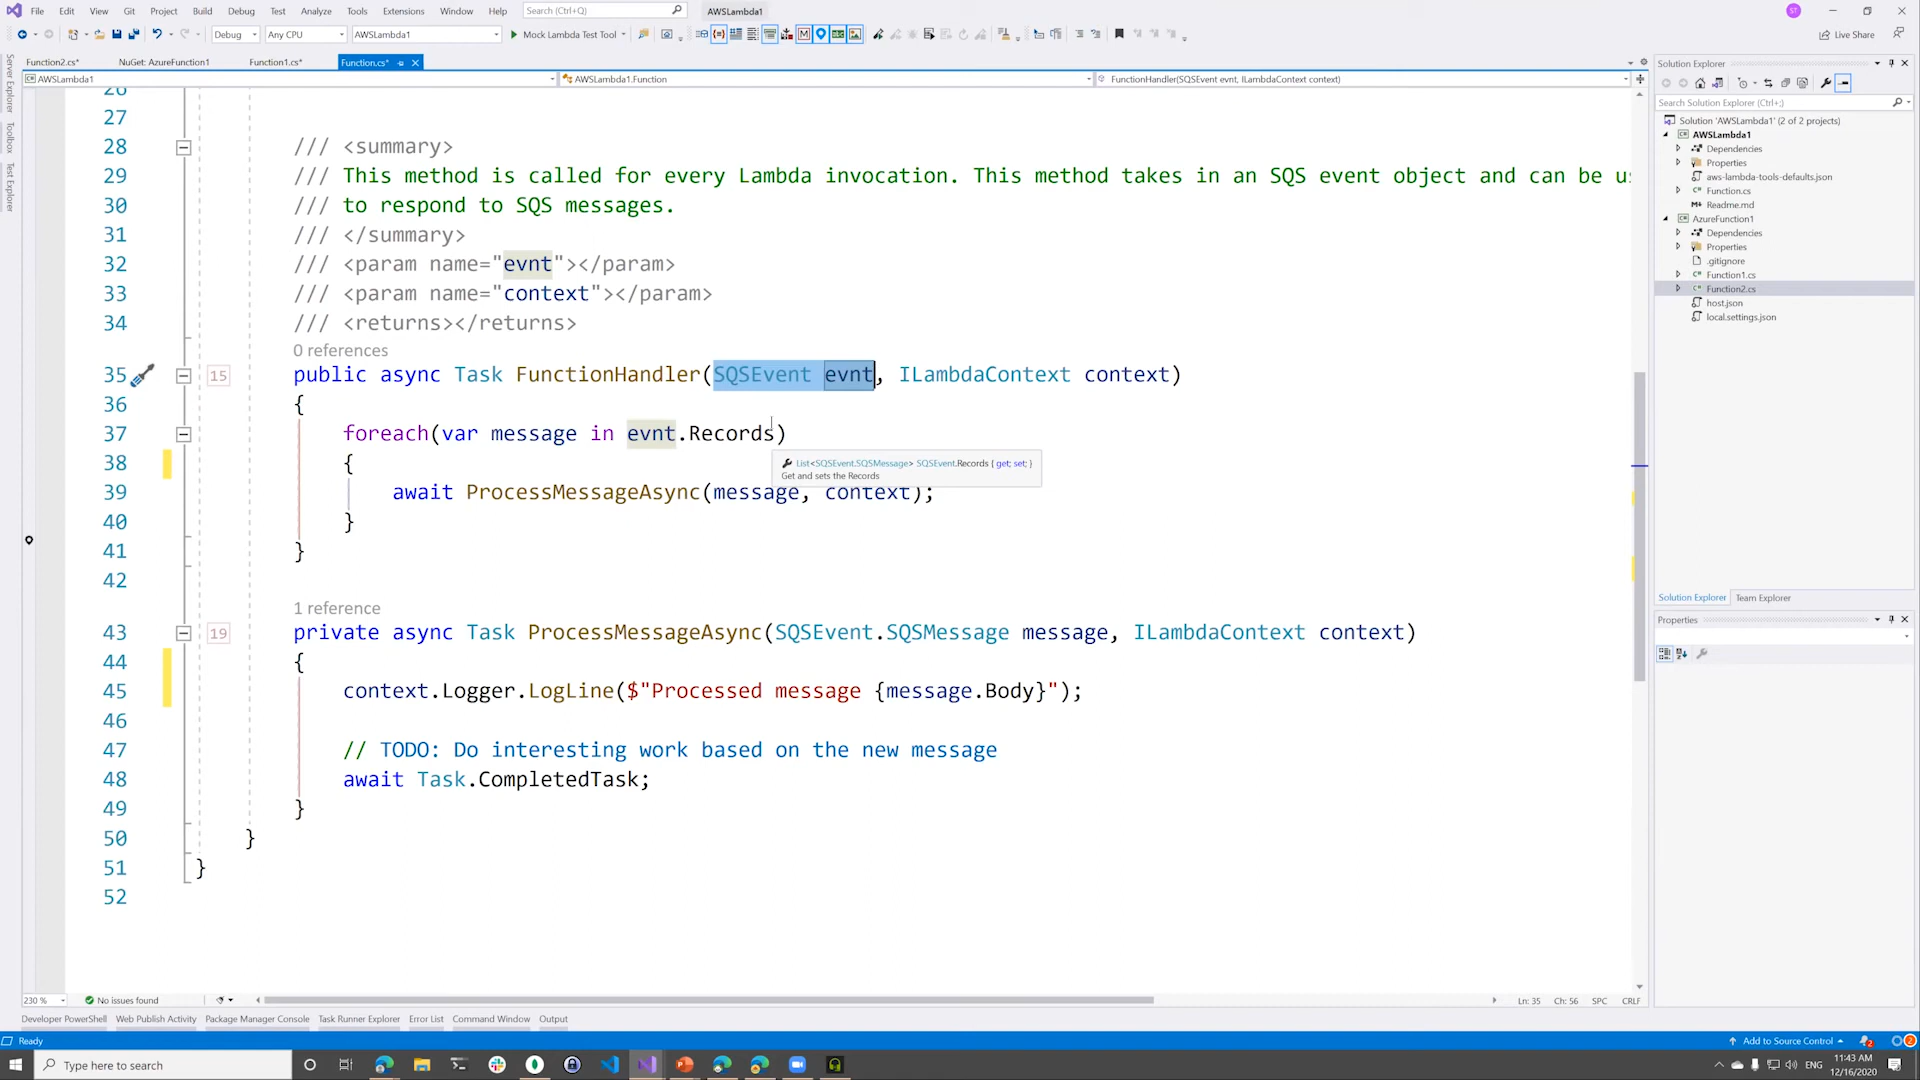 File Edit View Git Project Build Debug Test Analyze Tools Extensions Window Help Search (Ctrl+Q) AWSLambda1 ST
Debug Any CPU AWSLambda1 Mock Lambda Test Tool Live Share
Function2.cs* NuGet: AzureFunction1 Function1.cs* Function.cs*
AWSLambda1 AWSLambda1.Function FunctionHandler(SQSEvent evnt, ILambdaContext context)
Server Explorer
Toolbox
Test Explorer
26
27
28 /// <summary>
29 /// This method is called for every Lambda invocation. This method takes in an SQS event object and can be u
30 /// to respond to SQS messages.
31 /// </summary>
32 /// <param name="evnt"></param>
33 /// <param name="context"></param>
34 /// <returns></returns>
0 references
35 15 public async Task FunctionHandler(SQSEvent evnt, ILambdaContext context)
36 {
37 foreach(var message in evnt.Records)
38 {
List<SQSEvent.SQSMessage> SQSEvent.Records { get; set; }
Get and sets the Records
39 await ProcessMessageAsync(message, context);
40 }
41 }
42
1 reference
43 19 private async Task ProcessMessageAsync(SQSEvent.SQSMessage message, ILambdaContext context)
44 {
45 context.Logger.LogLine($"Processed message {message.Body}");
46
47 // TODO: Do interesting work based on the new message
48 await Task.CompletedTask;
49 }
50 }
51 }
52
230 % No issues found Ln: 35 Ch: 56 SPC CRLF
Solution Explorer
Search Solution Explorer (Ctrl+;)
Solution 'AWSLambda1' (2 of 2 projects)
AWSLambda1
Dependencies
Properties
aws-lambda-tools-defaults.json
Function.cs
Readme.md
AzureFunction1
Dependencies
Properties
.gitignore
Function1.cs
Function2.cs
host.json
local.settings.json
Solution Explorer Team Explorer
Properties
Developer PowerShell Web Publish Activity Package Manager Console Task Runner Explorer Error List Command Window Output
Ready Add to Source Control 2 2
Type here to search ENG 11:43 AM
12/16/2020